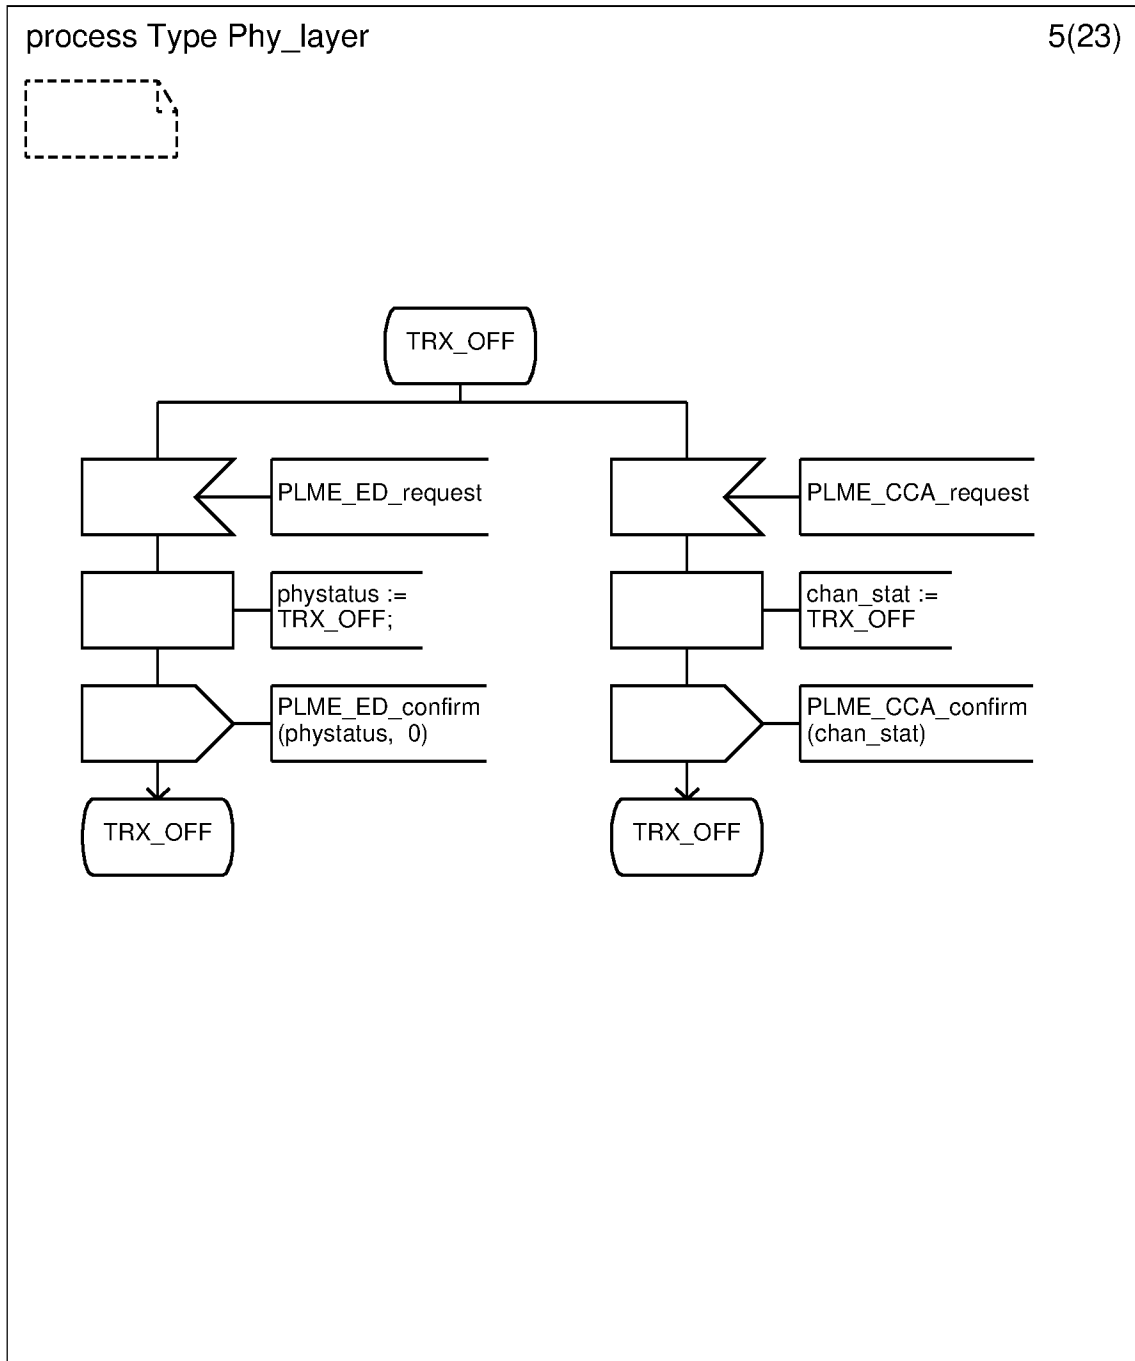 process Type Phy_layer
5(23)
TRX_OFF
PLME_ED_request
PLME_CCA_request
phystatus :=
TRX_OFF;
chan_stat :=
TRX_OFF
PLME_ED_confirm
(phystatus, 0)
PLME_CCA_confirm
(chan_stat)
TRX_OFF
TRX_OFF